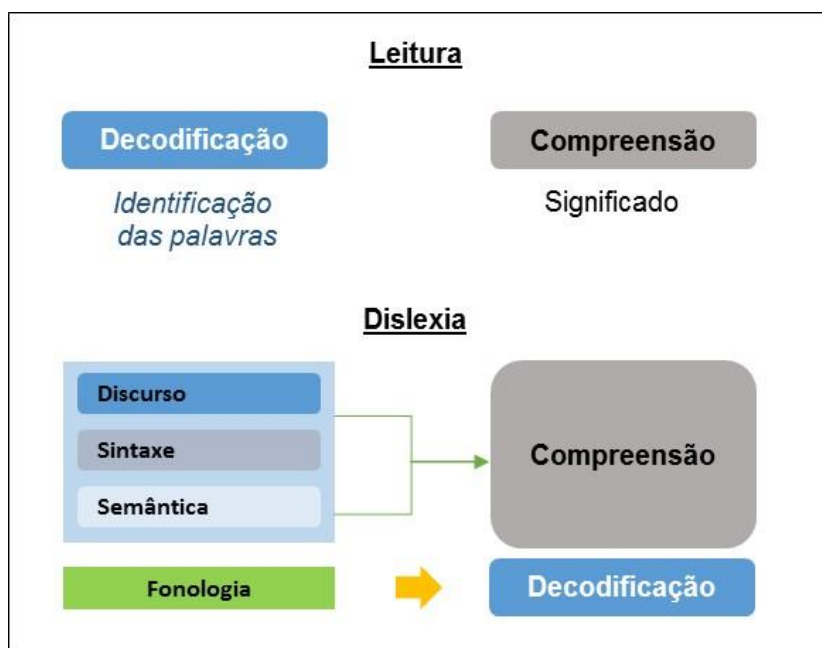 Leitura
Decodificação
Compreensão
Identificação
das palavras
Significado
Dislexia
Discurso
Sintaxe
Semântica
Compreensão
Fonologia
Decodificação